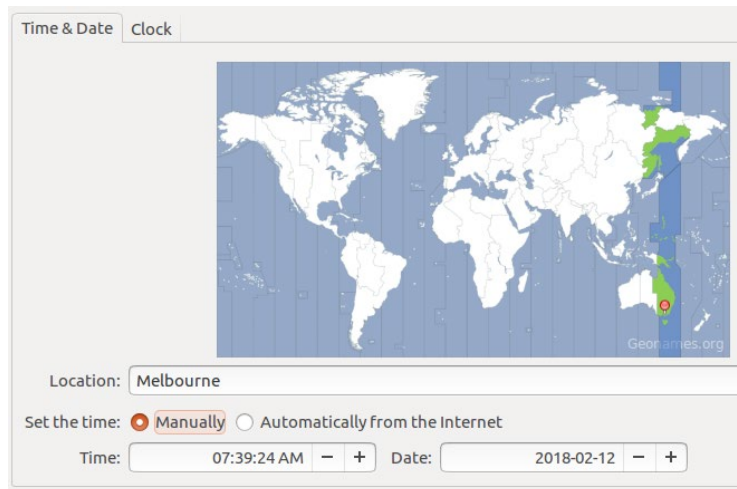 Time & Date Clock
Geonames.org
Location: Melbourne
Set the time: Manually Automatically from the Internet
Time: 07:39:24 AM − + Date: 2018-02-12 − +